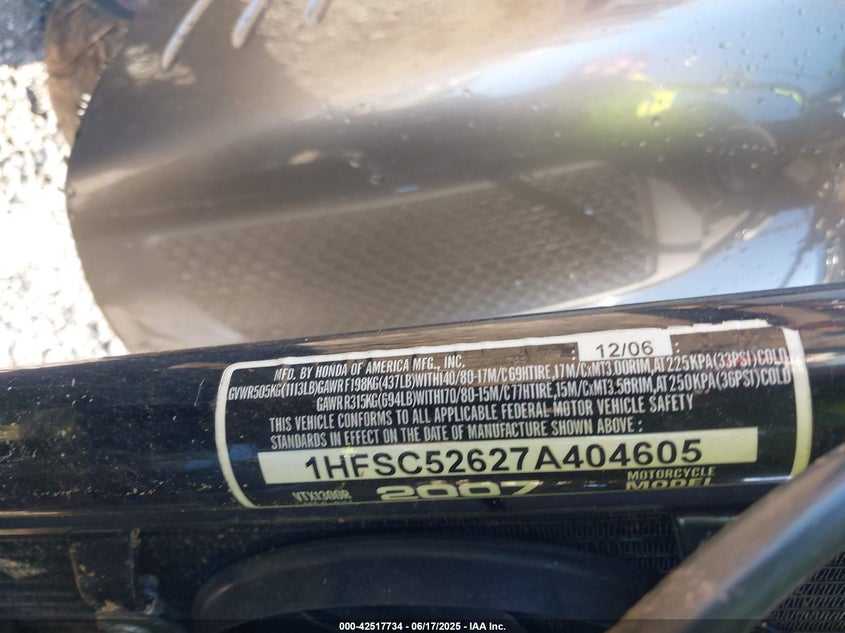 MFD. BY HONDA OF AMERICA MFG., INC. 12/06
GVWR505KG(1113LB)GAWR F198KG(437LB)WITH140/80-17M/C 69HTIRE,17M/CxMT3.00RIM,AT225KPA(33PSI)COLD
GAWR R315KG(694LB)WITH170/80-15M/C 77HTIRE,15M/CxMT3.50RIM,AT250KPA(36PSI)COLD
THIS VEHICLE CONFORMS TO ALL APPLICABLE FEDERAL MOTOR VEHICLE SAFETY
STANDARDS IN EFFECT ON THE DATE OF MANUFACTURE SHOWN ABOVE:
1HFSC52627A404605
VTX1300R 2007 MOTORCYCLE MODEL
000-42517734 - 06/17/2025 - IAA Inc.